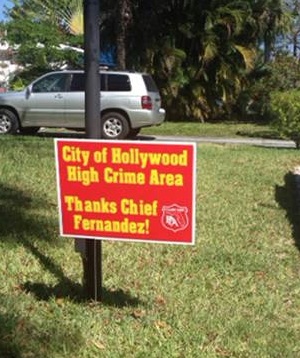 City of Hollywood
High Crime Area
Thanks Chief
Fernandez!